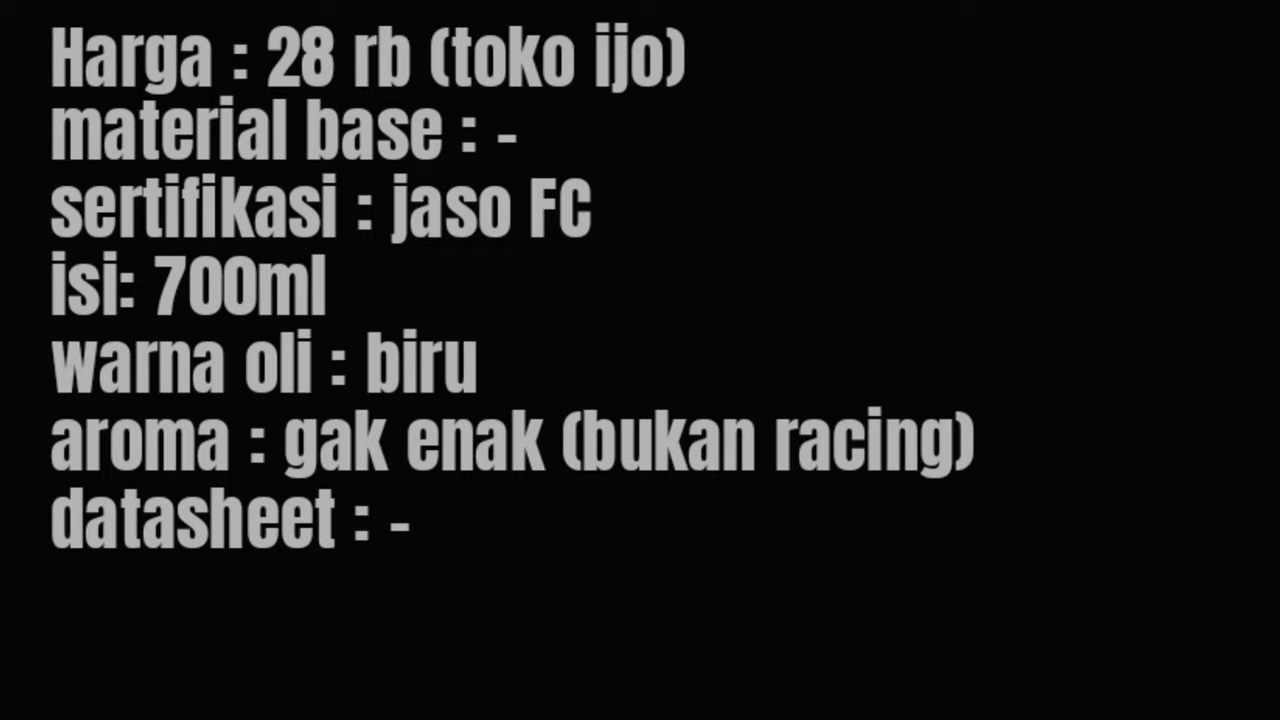 Harga : 28 rb (toko ijo)
material base : -
sertifikasi : jaso FC
isi: 700ml
warna oli : biru
aroma : gak enak (bukan racing)
datasheet : -